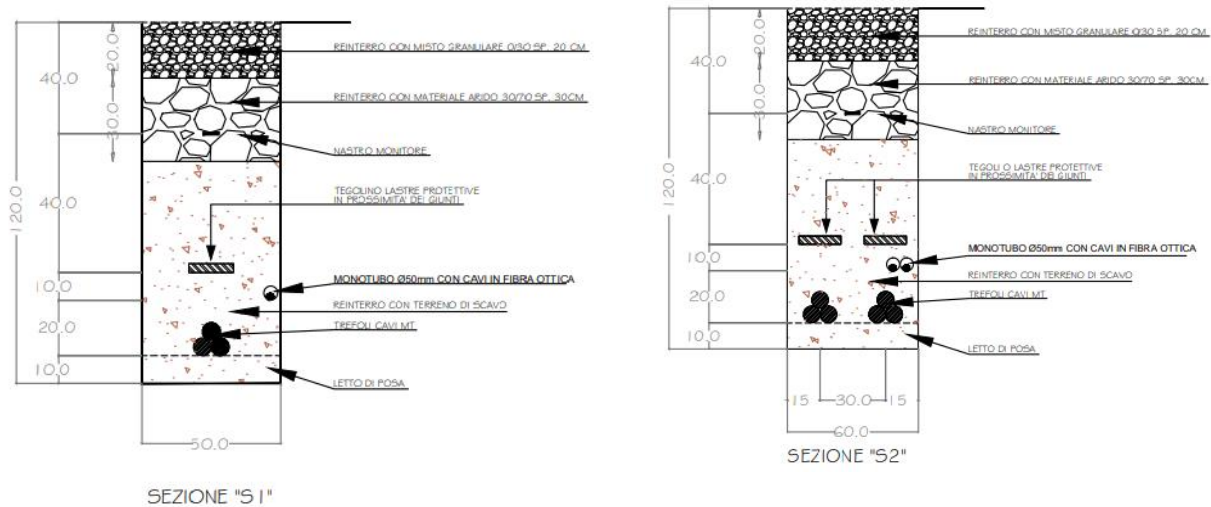 20.0
40.0
REINTERRO CON MISTO GRANULARE 0/30 SP. 20 CM
REINTERRO CON MATERIALE ARIDO 30/70 SP. 30CM
30.0
NASTRO MONITORE
120.0
40.0
TEGOLINO LASTRE PROTETTIVE
IN PROSSIMITA' DEI GIUNTI
MONOTUBO Ø50mm CON CAVI IN FIBRA OTTICA
10.0
REINTERRO CON TERRENO DI SCAVO
20.0
TREFOLI CAVI MT
10.0
LETTO DI POSA
50.0
SEZIONE "S1"
20.0
40.0
REINTERRO CON MISTO GRANULARE 0/30 SP. 20 CM
REINTERRO CON MATERIALE ARIDO 30/70 SP. 30CM
30.0
NASTRO MONITORE
120.0
40.0
TEGOLI O LASTRE PROTETTIVE
IN PROSSIMITA' DEI GIUNTI
MONOTUBO Ø50mm CON CAVI IN FIBRA OTTICA
10.0
REINTERRO CON TERRENO DI SCAVO
20.0
TREFOLI CAVI MT
10.0
LETTO DI POSA
15 30.0 15
60.0
SEZIONE "S2"